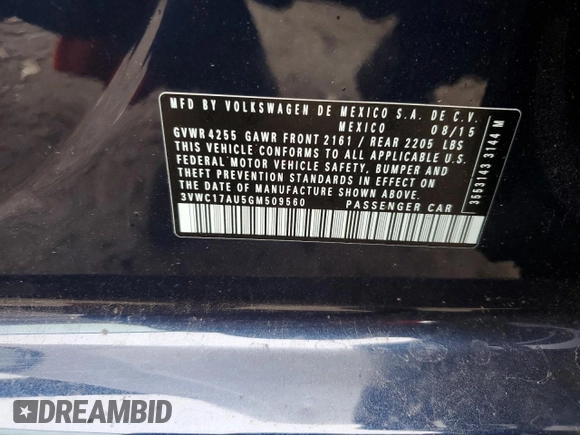 MFD BY VOLKSWAGEN DE MEXICO S.A. DE C.V.
MEXICO 08/15
GVWR 4255 GAWR FRONT 2161 / REAR 2205 LBS
THIS VEHICLE CONFORMS TO ALL APPLICABLE U.S.
FEDERAL MOTOR VEHICLE SAFETY, BUMPER AND
THEFT PREVENTION STANDARDS IN EFFECT ON
THE DATE OF MANUFACTURE SHOWN ABOVE.
3VWC17AU5GM509560 PASSENGER CAR
3553143 3144 M
DREAMBID